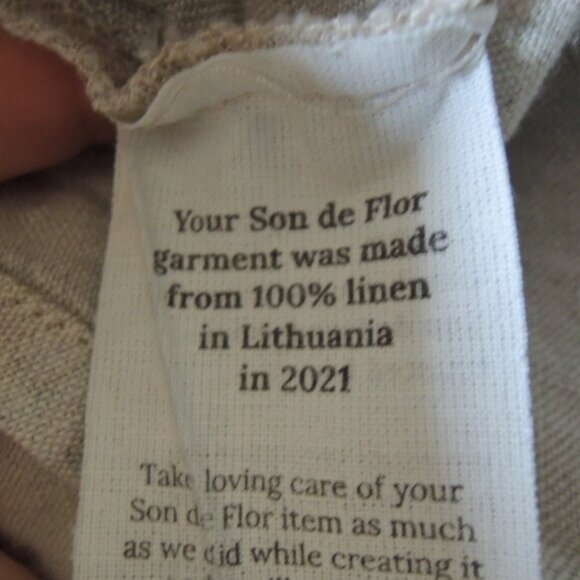 Your Son de Flor
garment was made
from 100% linen
in Lithuania
in 2021
Take loving care of your
Son de Flor item as much
as we did while creating it